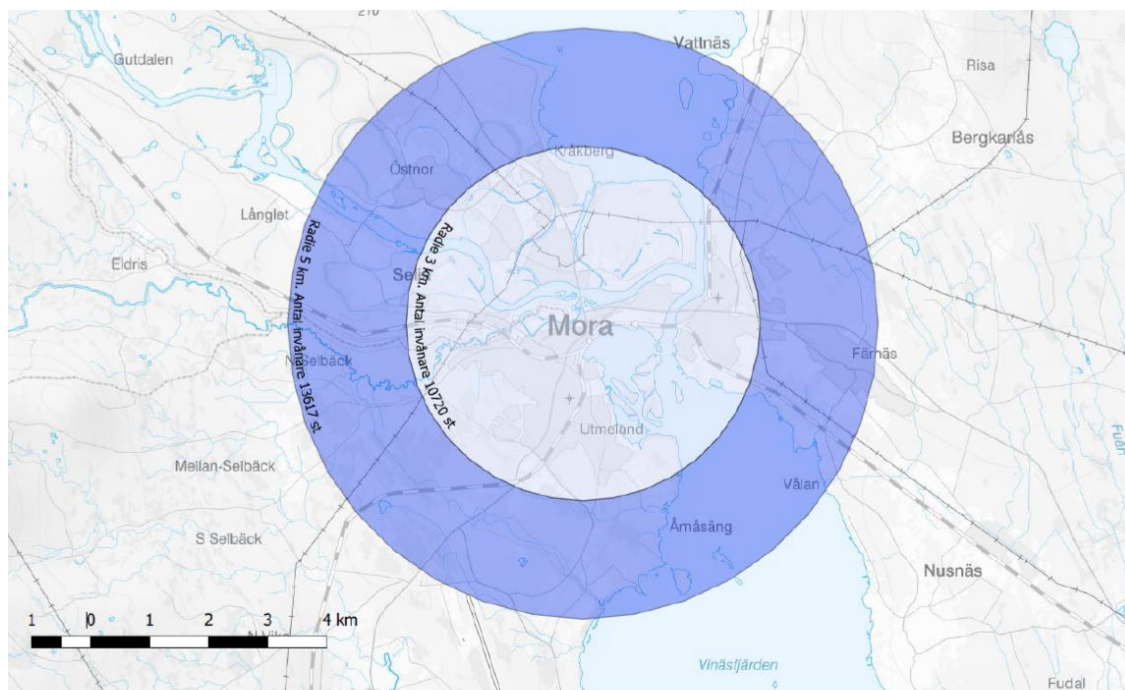 210
Gutdalen
Vattnäs
Risa
Bergkarlås
Kråkberg
Östnor
Långlet
Eldris
Radie 5 km. Antal invånare 13617 st
Radie 3 km. Antal invånare 10720 st
Mora
N Selbäck
Färnäs
Utmeland
Fuån
Mellan-Selbäck
Vålan
Åmåsäng
S Selbäck
Nusnäs
1 0 1 2 3 4 km
Vinäsfjärden
Fudal